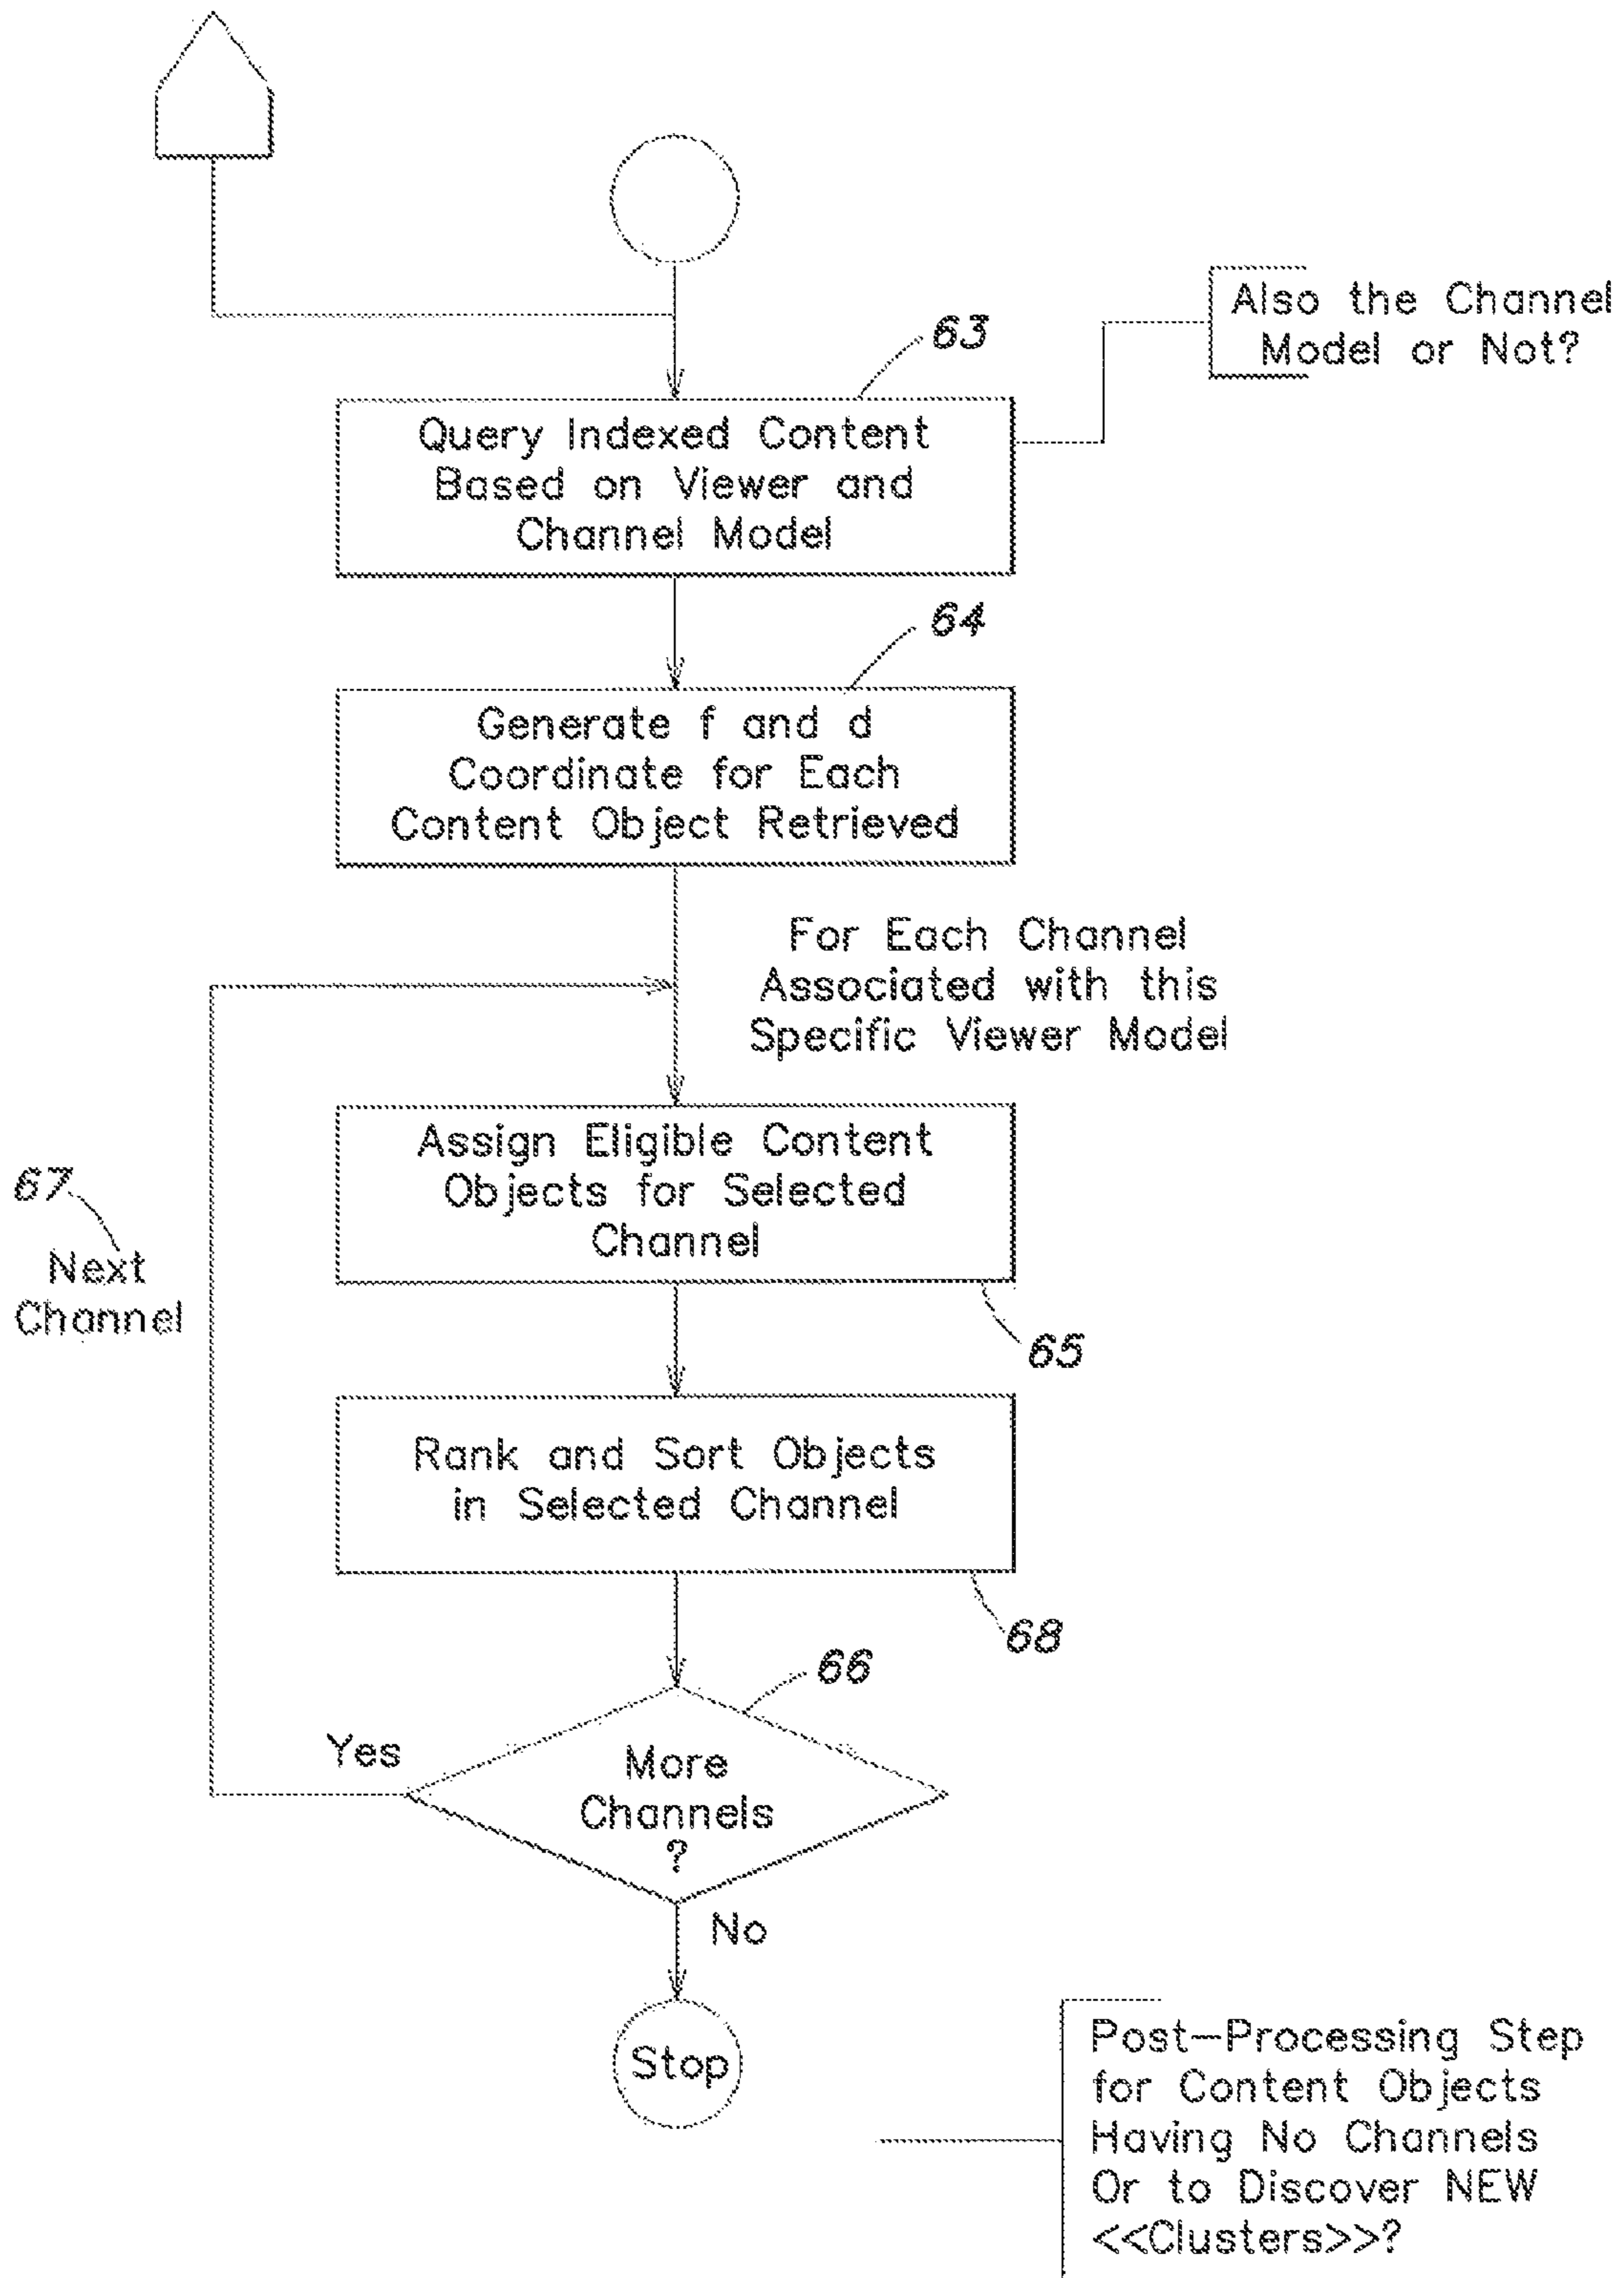 63
Also the Channel
Model or Not?
Query Indexed Content
Based on Viewer and
Channel Model
64
Generate f and d
Coordinate for Each
Content Object Retrieved
For Each Channel
Associated with this
Specific Viewer Model
Assign Eligible Content
Objects for Selected
Channel
67
Next
Channel
65
Rank and Sort Objects
in Selected Channel
68
66
Yes
More
Channels
?
No
Stop
Post-Processing Step
for Content Objects
Having No Channels
Or to Discover NEW
<<Clusters>>?